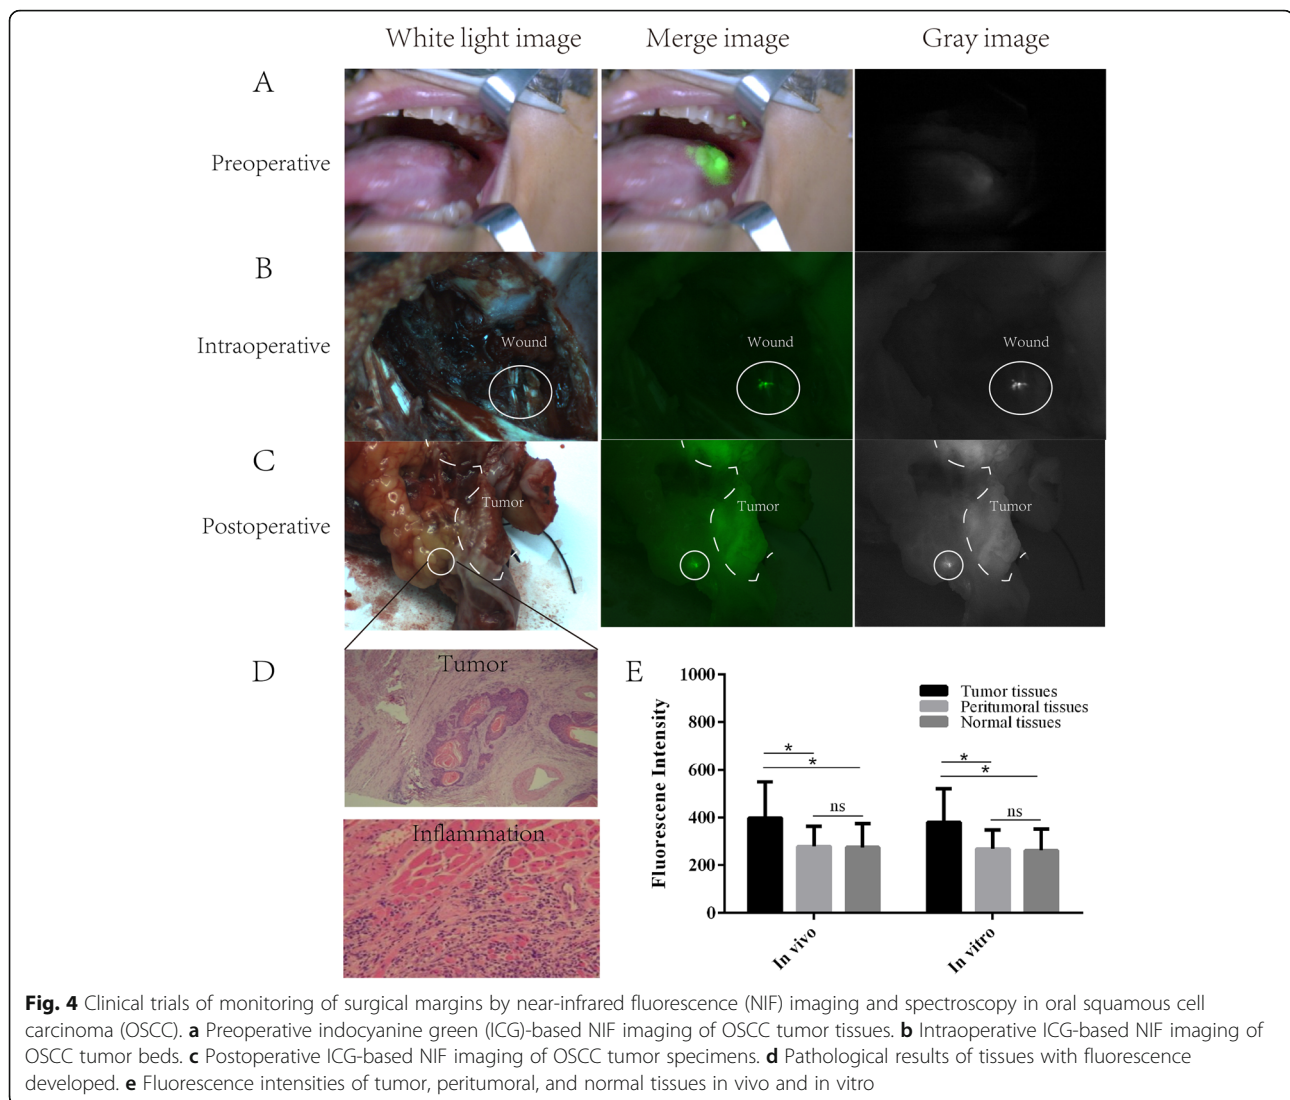 White light image Merge image Gray image
A
Preoperative
B
Intraoperative
Wound Wound Wound
C
Postoperative
Tumor Tumor Tumor
D
Tumor
Inflammation
E
1000
800
600
400
200
0
Fluorescene Intensity
Tumor tissues
Peritumoral tissues
Normal tissues
* *
* *
ns ns
In vivo In vitro
Fig. 4 Clinical trials of monitoring of surgical margins by near-infrared fluorescence (NIF) imaging and spectroscopy in oral squamous cell
carcinoma (OSCC). a Preoperative indocyanine green (ICG)-based NIF imaging of OSCC tumor tissues. b Intraoperative ICG-based NIF imaging of
OSCC tumor beds. c Postoperative ICG-based NIF imaging of OSCC tumor specimens. d Pathological results of tissues with fluorescence
developed. e Fluorescence intensities of tumor, peritumoral, and normal tissues in vivo and in vitro